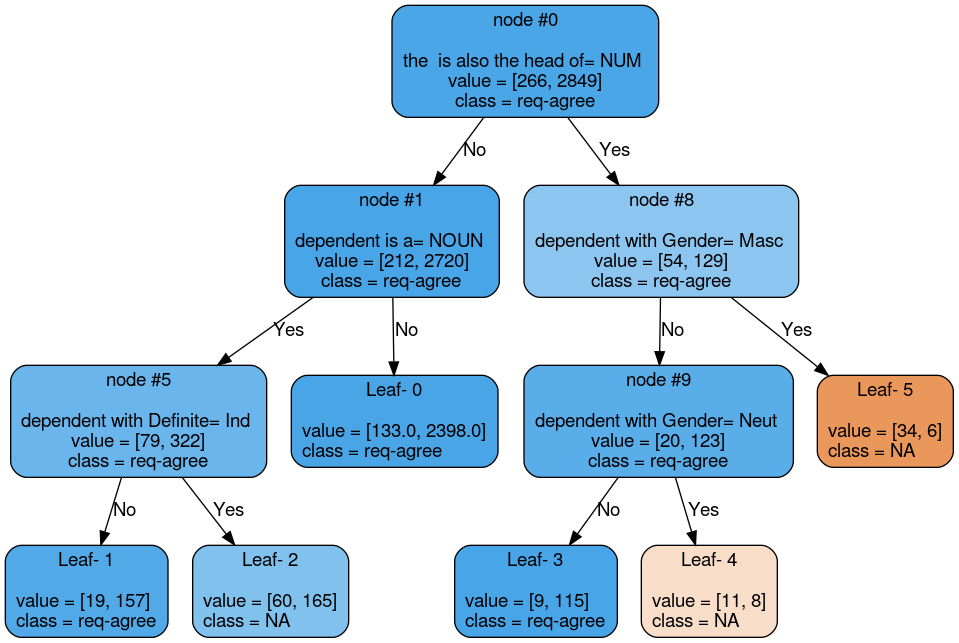 node #0
the  is also the head of= NUM
value = [266, 2849]
class = req-agree
No
Yes
node #1
dependent is a= NOUN
value = [212, 2720]
class = req-agree
node #8
dependent with Gender= Masc
value = [54, 129]
class = req-agree
Yes
No
No
Yes
node #5
dependent with Definite= Ind
value = [79, 322]
class = req-agree
Leaf- 0
value = [133.0, 2398.0]
class = req-agree
node #9
dependent with Gender= Neut
value = [20, 123]
class = req-agree
Leaf- 5
value = [34, 6]
class = NA
No
Yes
No
Yes
Leaf- 1
value = [19, 157]
class = req-agree
Leaf- 2
value = [60, 165]
class = NA
Leaf- 3
value = [9, 115]
class = req-agree
Leaf- 4
value = [11, 8]
class = NA